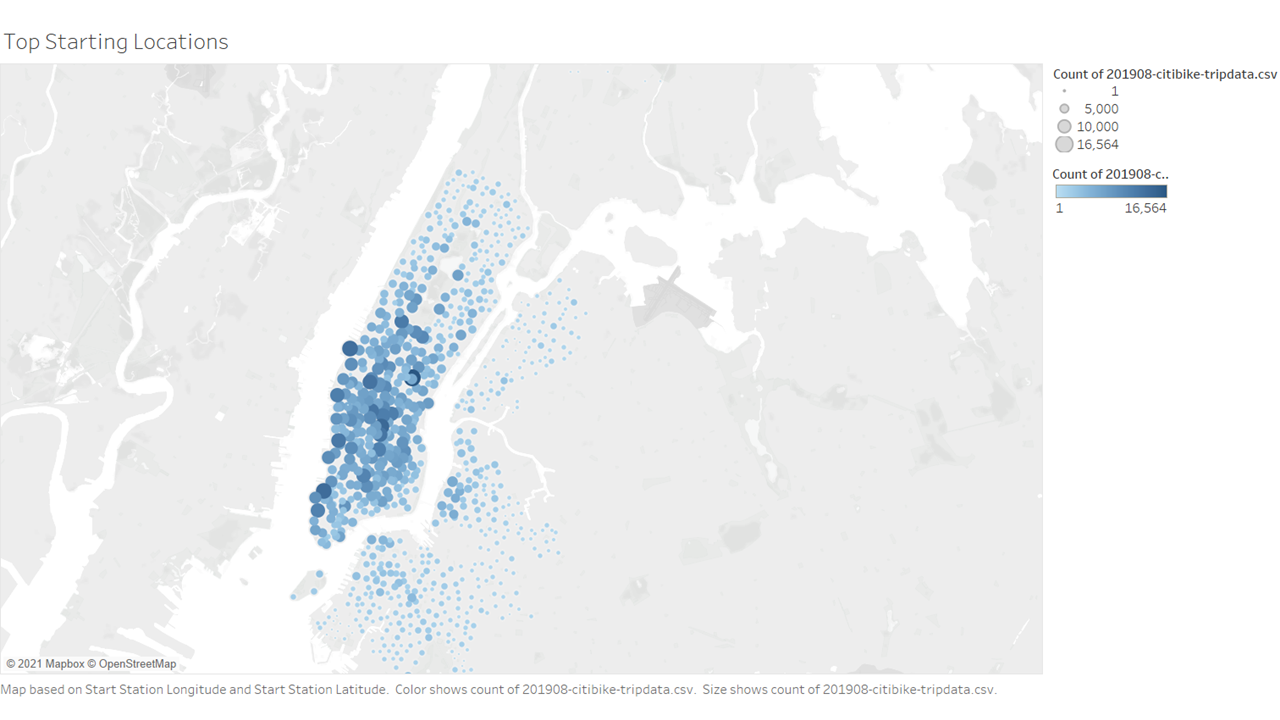 Top Starting Locations
Count of 201908-citibike-tripdata.csv
1
5,000
10,000
16,564
Count of 201908-c..
1 16,564
© 2021 Mapbox © OpenStreetMap
Map based on Start Station Longitude and Start Station Latitude. Color shows count of 201908-citibike-tripdata.csv. Size shows count of 201908-citibike-tripdata.csv.